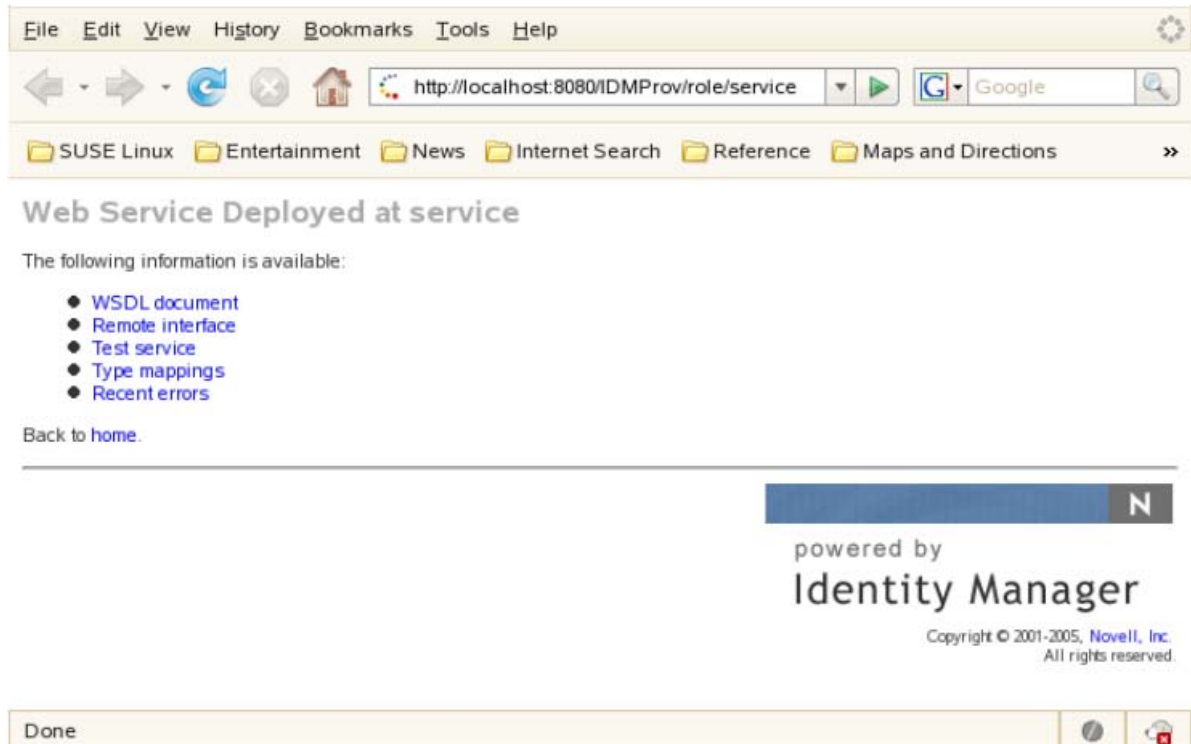 File Edit View History Bookmarks Tools Help
http://localhost:8080/IDMProv/role/service G Google
SUSE Linux Entertainment News Internet Search Reference Maps and Directions »
Web Service Deployed at service
The following information is available:
WSDL document
Remote interface
Test service
Type mappings
Recent errors
Back to home.
N
powered by
Identity Manager
Copyright © 2001-2005, Novell, Inc.
All rights reserved.
Done